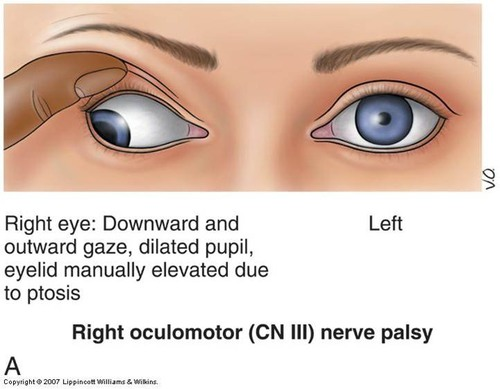 V.O.
Right eye: Downward and
outward gaze, dilated pupil,
eyelid manually elevated due
to ptosis
Left
Right oculomotor (CN III) nerve palsy
A
Copyright © 2007 Lippincott Williams & Wilkins.